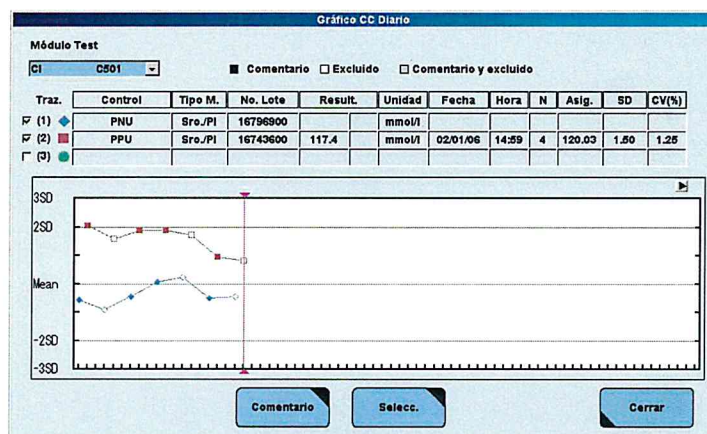 Gráfico CC Diario
Módulo Test
CI C501
Comentario Excluido Comentario y excluido
Traz. Control Tipo M. No. Lote Result. Unidad Fecha Hora N Asig. SD CV(%)
(1) PNU Sro./Pl 16796900 mmol/l
(2) PPU Sro./Pl 16743600 117.4 mmol/l 02/01/06 14:59 4 120.03 1.50 1.25
(3)
3SD
2SD
Mean
-2SD
-3SD
Comentario Selecc. Cerrar